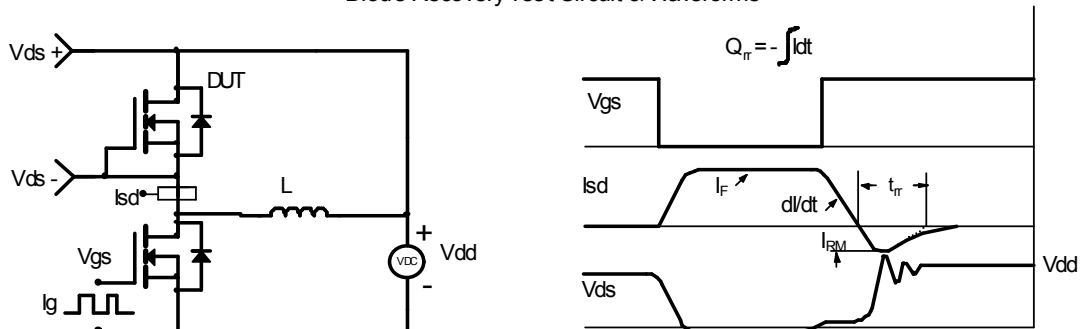 Diode Recovery Test Circuit & Waveforms
Vds +
DUT
Vds -
Isd
L
Vgs
Ig
VDC
+
-
Vdd
Q_rr = - ∫ Idt
Vgs
Isd
I_F
dI/dt
t_rr
I_RM
Vdd
Vds